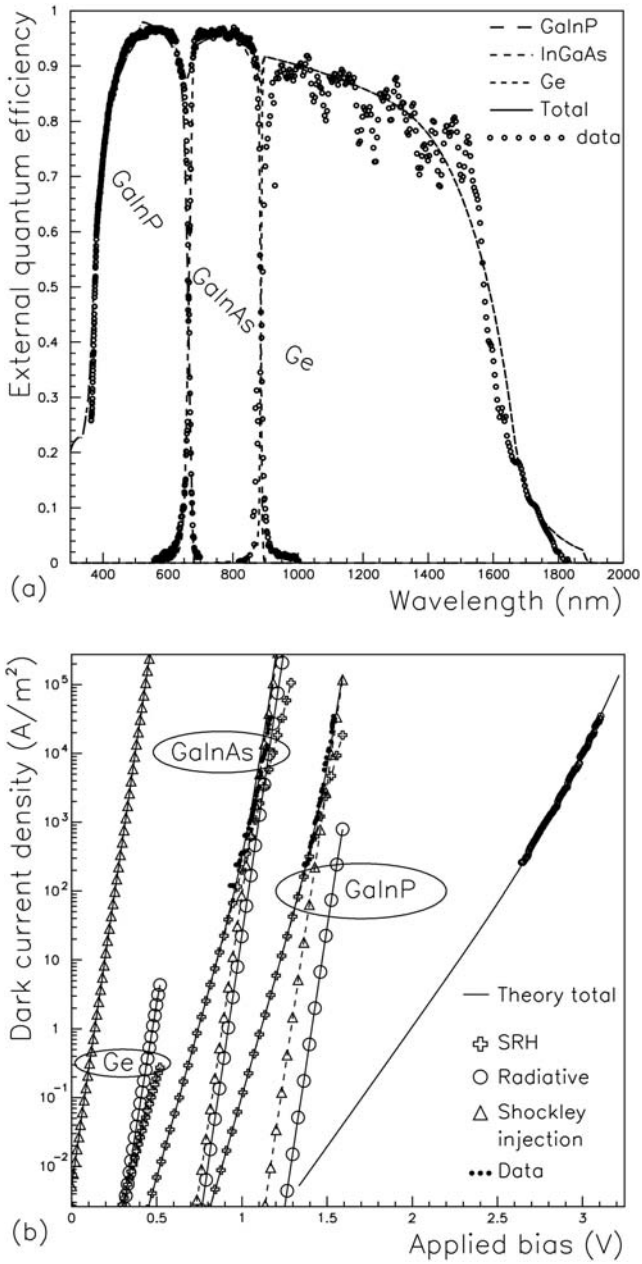 External quantum efficiency
1
0.9
0.8
0.7
0.6
0.5
0.4
0.3
0.2
0.1
0
GaInP
InGaAs
Ge
Total
data
GaInP
GaInAs
Ge
400
600
800
1000
1200
1400
1600
1800
2000
(a)
Wavelength (nm)
Dark current density (A/m²)
10⁵
10⁴
10³
10²
10
1
10⁻¹
10⁻²
GaInAs
GaInP
Ge
Theory total
SRH
Radiative
Shockley
injection
Data
0
0.5
1
1.5
2
2.5
3
(b)
Applied bias (V)